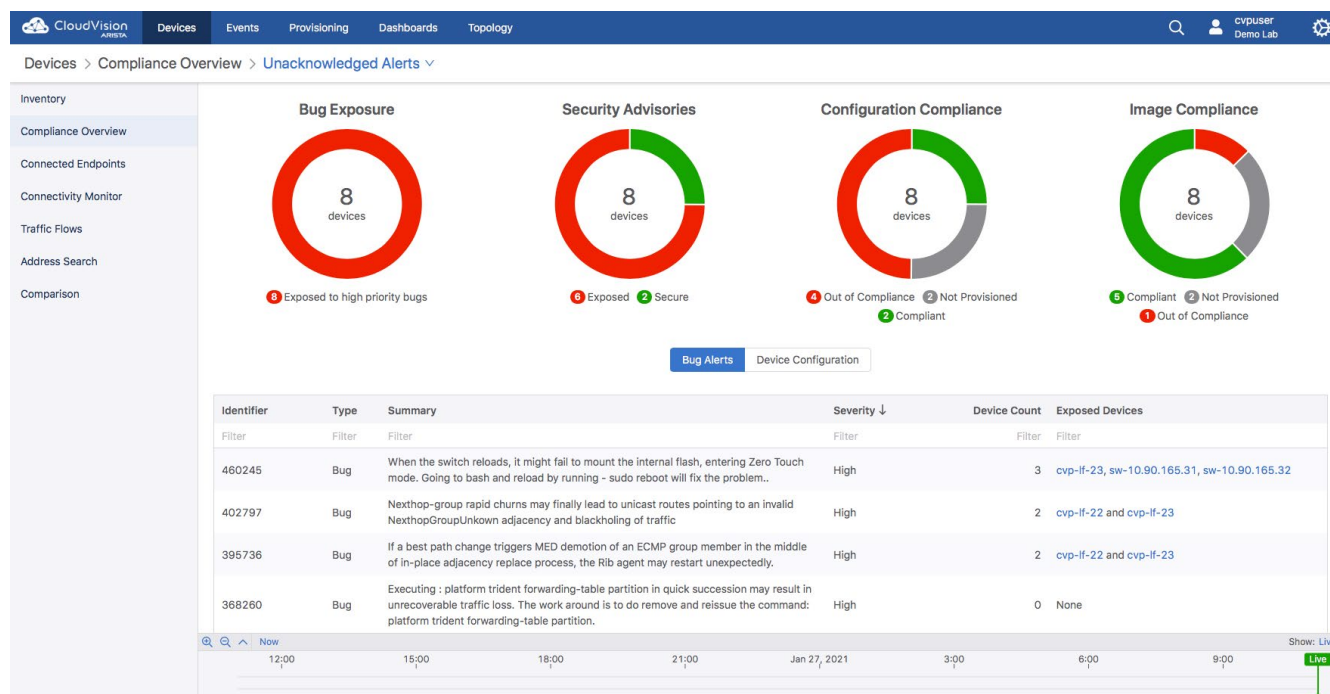 CloudVision
ARISTA
Devices
Events
Provisioning
Dashboards
Topology
cvpuser
Demo Lab
Devices > Compliance Overview > Unacknowledged Alerts
Inventory
Compliance Overview
Connected Endpoints
Connectivity Monitor
Traffic Flows
Address Search
Comparison
Bug Exposure
8
devices
8 Exposed to high priority bugs
Security Advisories
8
devices
6 Exposed 2 Secure
Configuration Compliance
8
devices
4 Out of Compliance 2 Not Provisioned
2 Compliant
Image Compliance
8
devices
5 Compliant 2 Not Provisioned
1 Out of Compliance
Bug Alerts Device Configuration
Identifier Type Summary Severity ↓ Device Count Exposed Devices
Filter Filter Filter Filter Filter Filter
460245 Bug
When the switch reloads, it might fail to mount the internal flash, entering Zero Touch
mode. Going to bash and reload by running - sudo reboot will fix the problem..
High 3 cvp-lf-23, sw-10.90.165.31, sw-10.90.165.32
402797 Bug
Nexthop-group rapid churns may finally lead to unicast routes pointing to an invalid
NexthopGroupUnkown adjacency and blackholing of traffic
High 2 cvp-lf-22 and cvp-lf-23
395736 Bug
If a best path change triggers MED demotion of an ECMP group member in the middle
of in-place adjacency replace process, the Rib agent may restart unexpectedly.
High 2 cvp-lf-22 and cvp-lf-23
368260 Bug
Executing : platform trident forwarding-table partition in quick succession may result in
unrecoverable traffic loss. The work around is to do remove and reissue the command:
platform trident forwarding-table partition.
High 0 None
Now
Show: Liv
12:00 15:00 18:00 21:00 Jan 27, 2021 3:00 6:00 9:00 Live